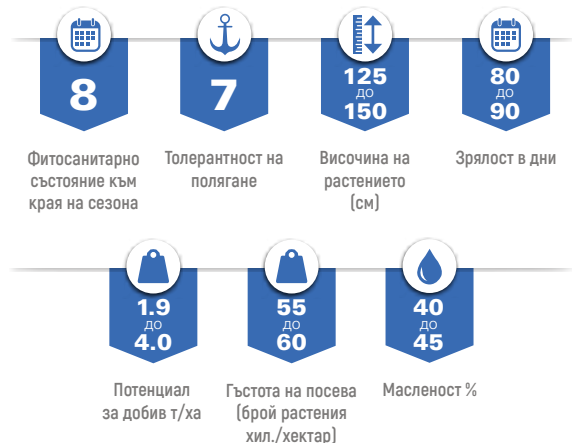 8
7
125
ДО
150
80
ДО
90
Фитосанитарно
състояние към
края на сезона
Толерантност на
полягане
Височина на
растението
(см)
Зрялост в дни
1.9
ДО
4.0
55
ДО
60
40
ДО
45
Потенциал
за добив т/ха
Гъстота на посева
(брой растения
хил./хектар)
Масленост %